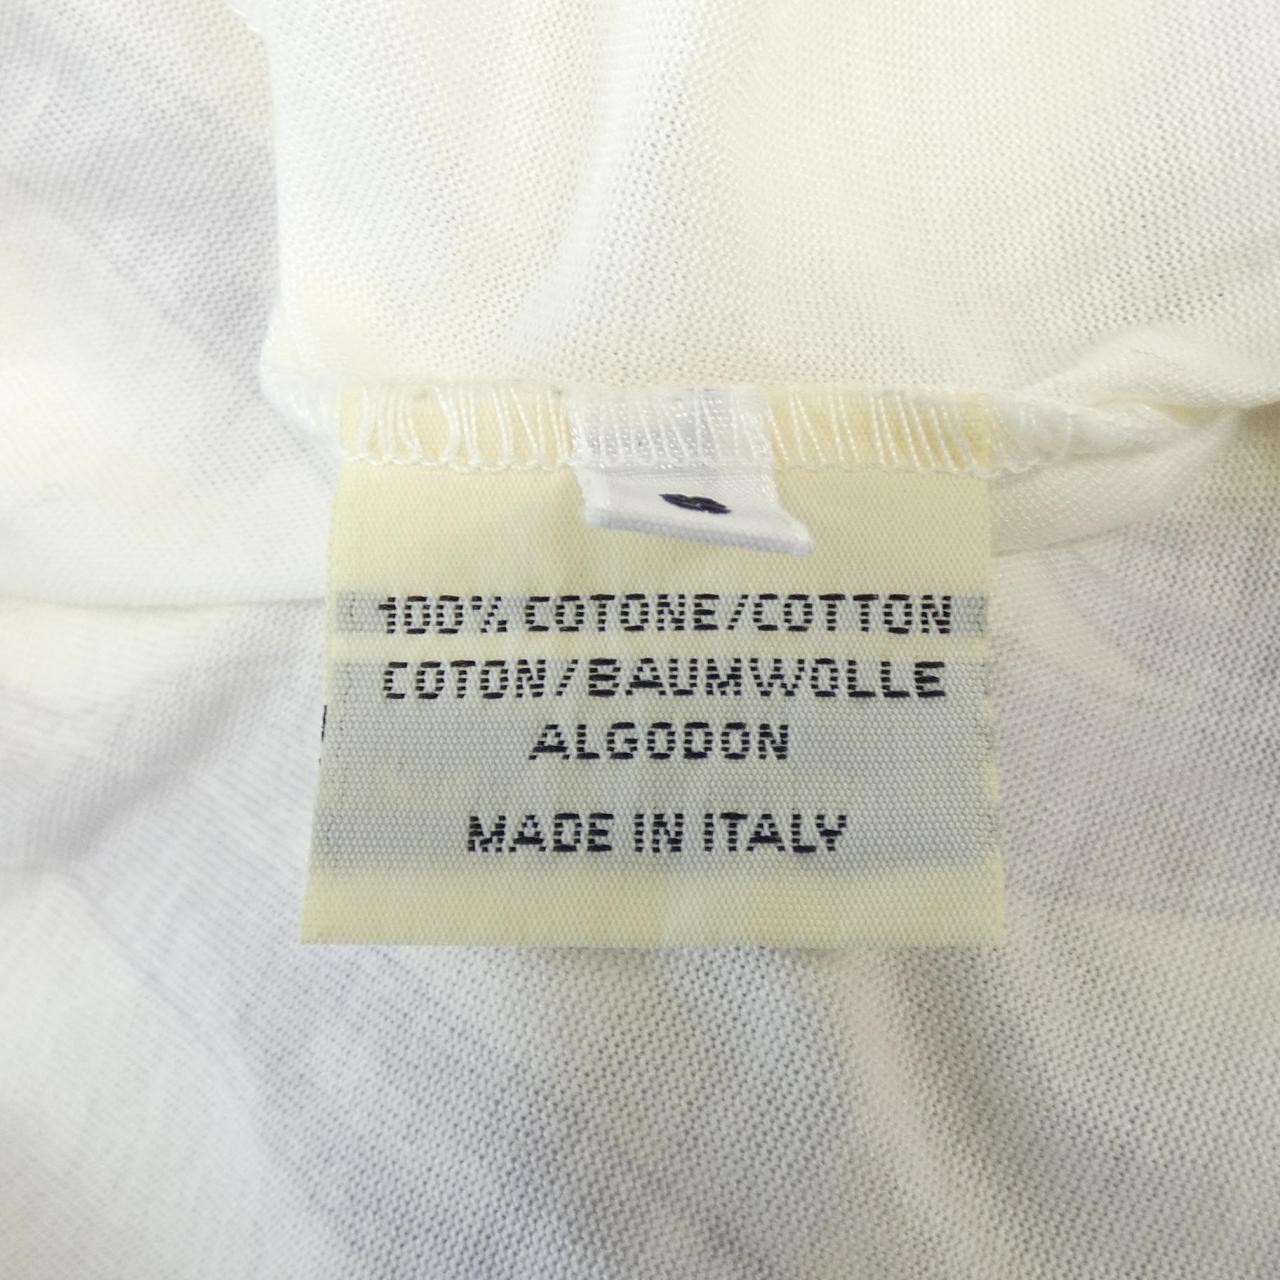 100% COTONE/COTTON
COTON/BAUMWOLLE
ALGODON
MADE IN ITALY